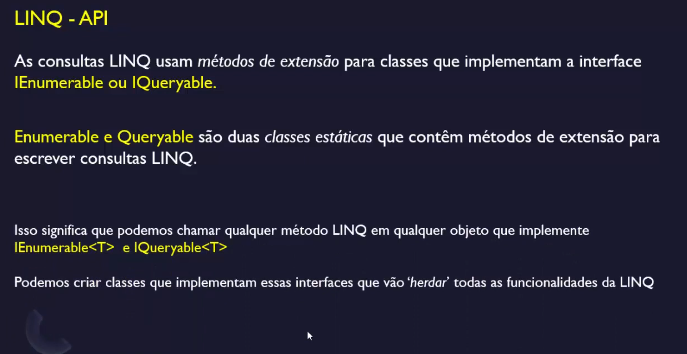 LINQ - API
As consultas LINQ usam métodos de extensão para classes que implementam a interface
IEnumerable ou IQueryable.
Enumerable e Queryable são duas classes estáticas que contêm métodos de extensão para
escrever consultas LINQ.
Isso significa que podemos chamar qualquer método LINQ em qualquer objeto que implemente
IEnumerable<T> e IQueryable<T>
Podemos criar classes que implementam essas interfaces que vão ‘herdar’ todas as funcionalidades da LINQ